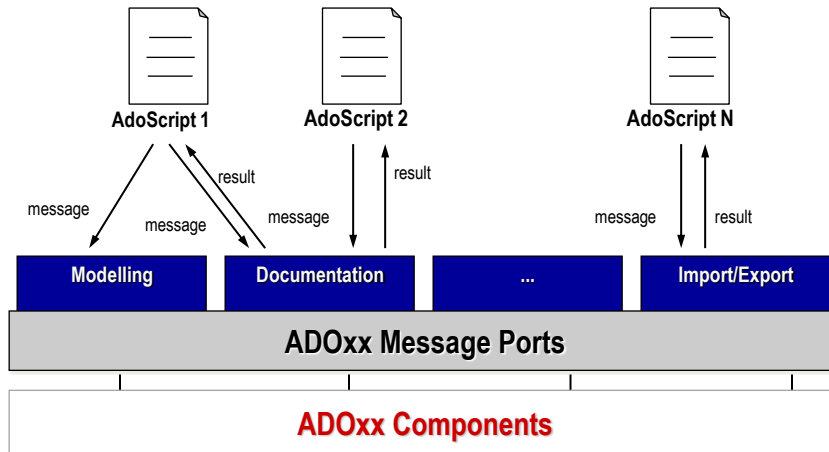 AdoScript 1
AdoScript 2
AdoScript N
result
result
message
message
message
message
result
Modelling
Documentation
...
Import/Export
ADOxx Message Ports
ADOxx Components